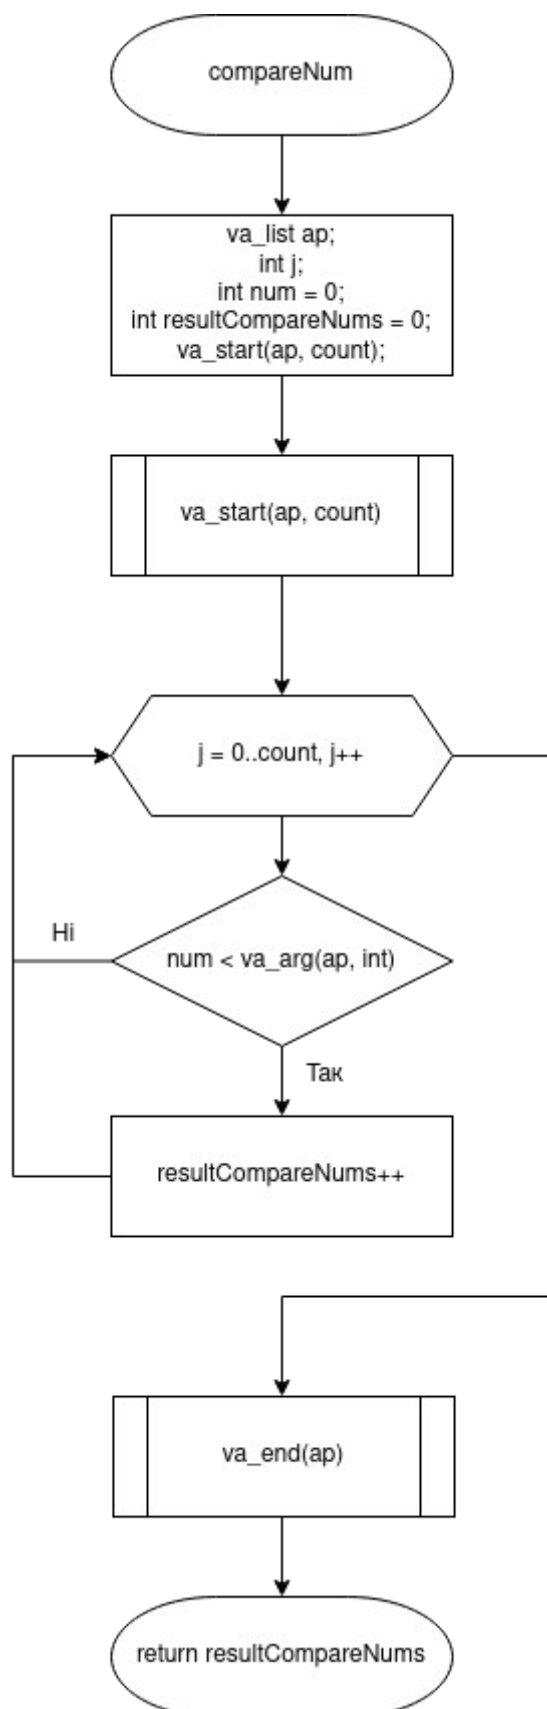 compareNum
va_list ap;
int j;
int num = 0;
int resultCompareNums = 0;
va_start(ap, count);
va_start(ap, count)
j = 0..count, j++
Ні
num < va_arg(ap, int)
Так
resultCompareNums++
va_end(ap)
return resultCompareNums